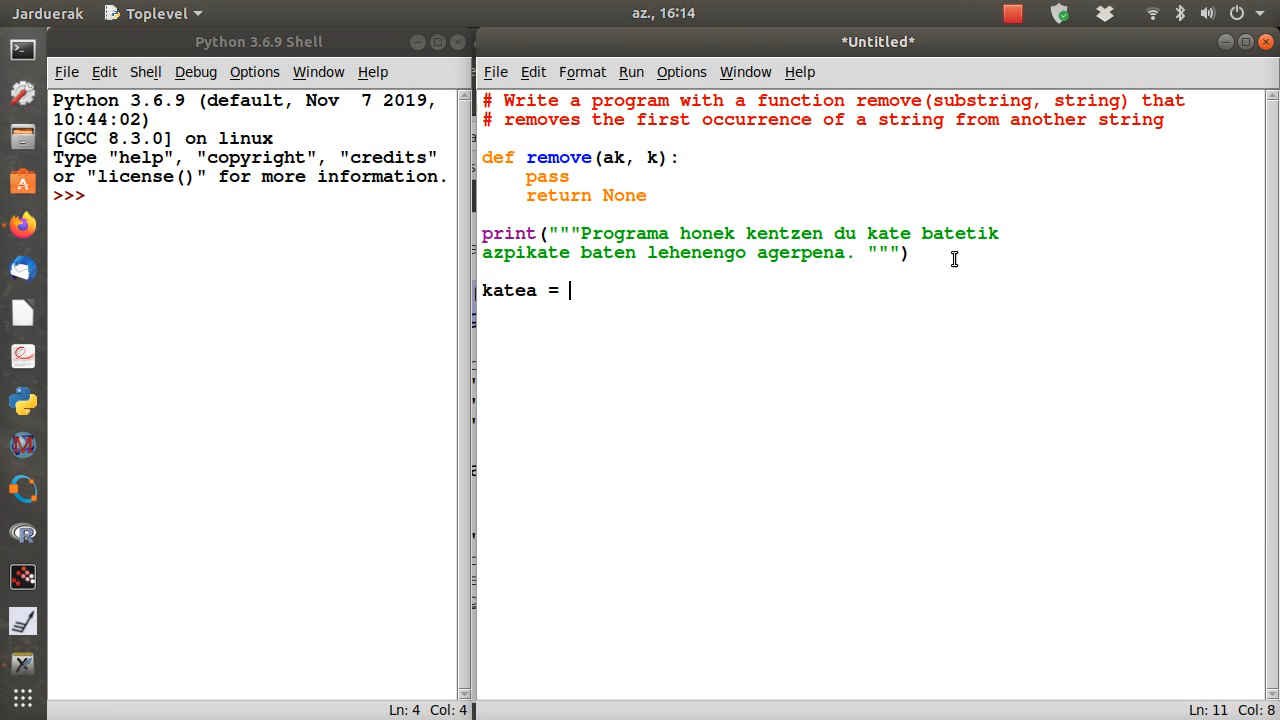 Jarduerak Toplevel az., 16:14
Python 3.6.9 Shell
File Edit Shell Debug Options Window Help
Python 3.6.9 (default, Nov  7 2019,
10:44:02)
[GCC 8.3.0] on linux
Type "help", "copyright", "credits"
or "license()" for more information.
>>>
Ln: 4 Col: 4
*Untitled*
File Edit Format Run Options Window Help
# Write a program with a function remove(substring, string) that
# removes the first occurrence of a string from another string
def remove(ak, k):
    pass
    return None
print("""Programa honek kentzen du kate batetik
azpikate baten lehenengo agerpena. """)
katea =
Ln: 11 Col: 8